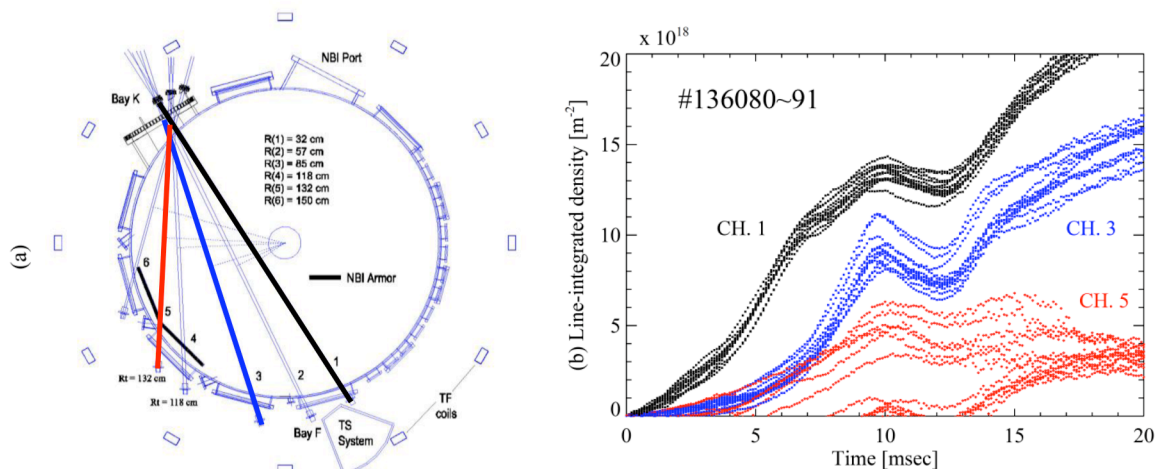 (a)
NBI Port
Bay K
R(1) = 32 cm
R(2) = 57 cm
R(3) = 85 cm
R(4) = 118 cm
R(5) = 132 cm
R(6) = 150 cm
NBI Armor
6
5
4
3
2
1
Rt = 132 cm
Rt = 118 cm
Bay F
TS
System
TF
coils
x 10¹⁸
#136080~91
CH. 1
CH. 3
CH. 5
(b) Line-integrated density [m⁻²]
20
15
10
5
0
0
5
10
15
20
Time [msec]